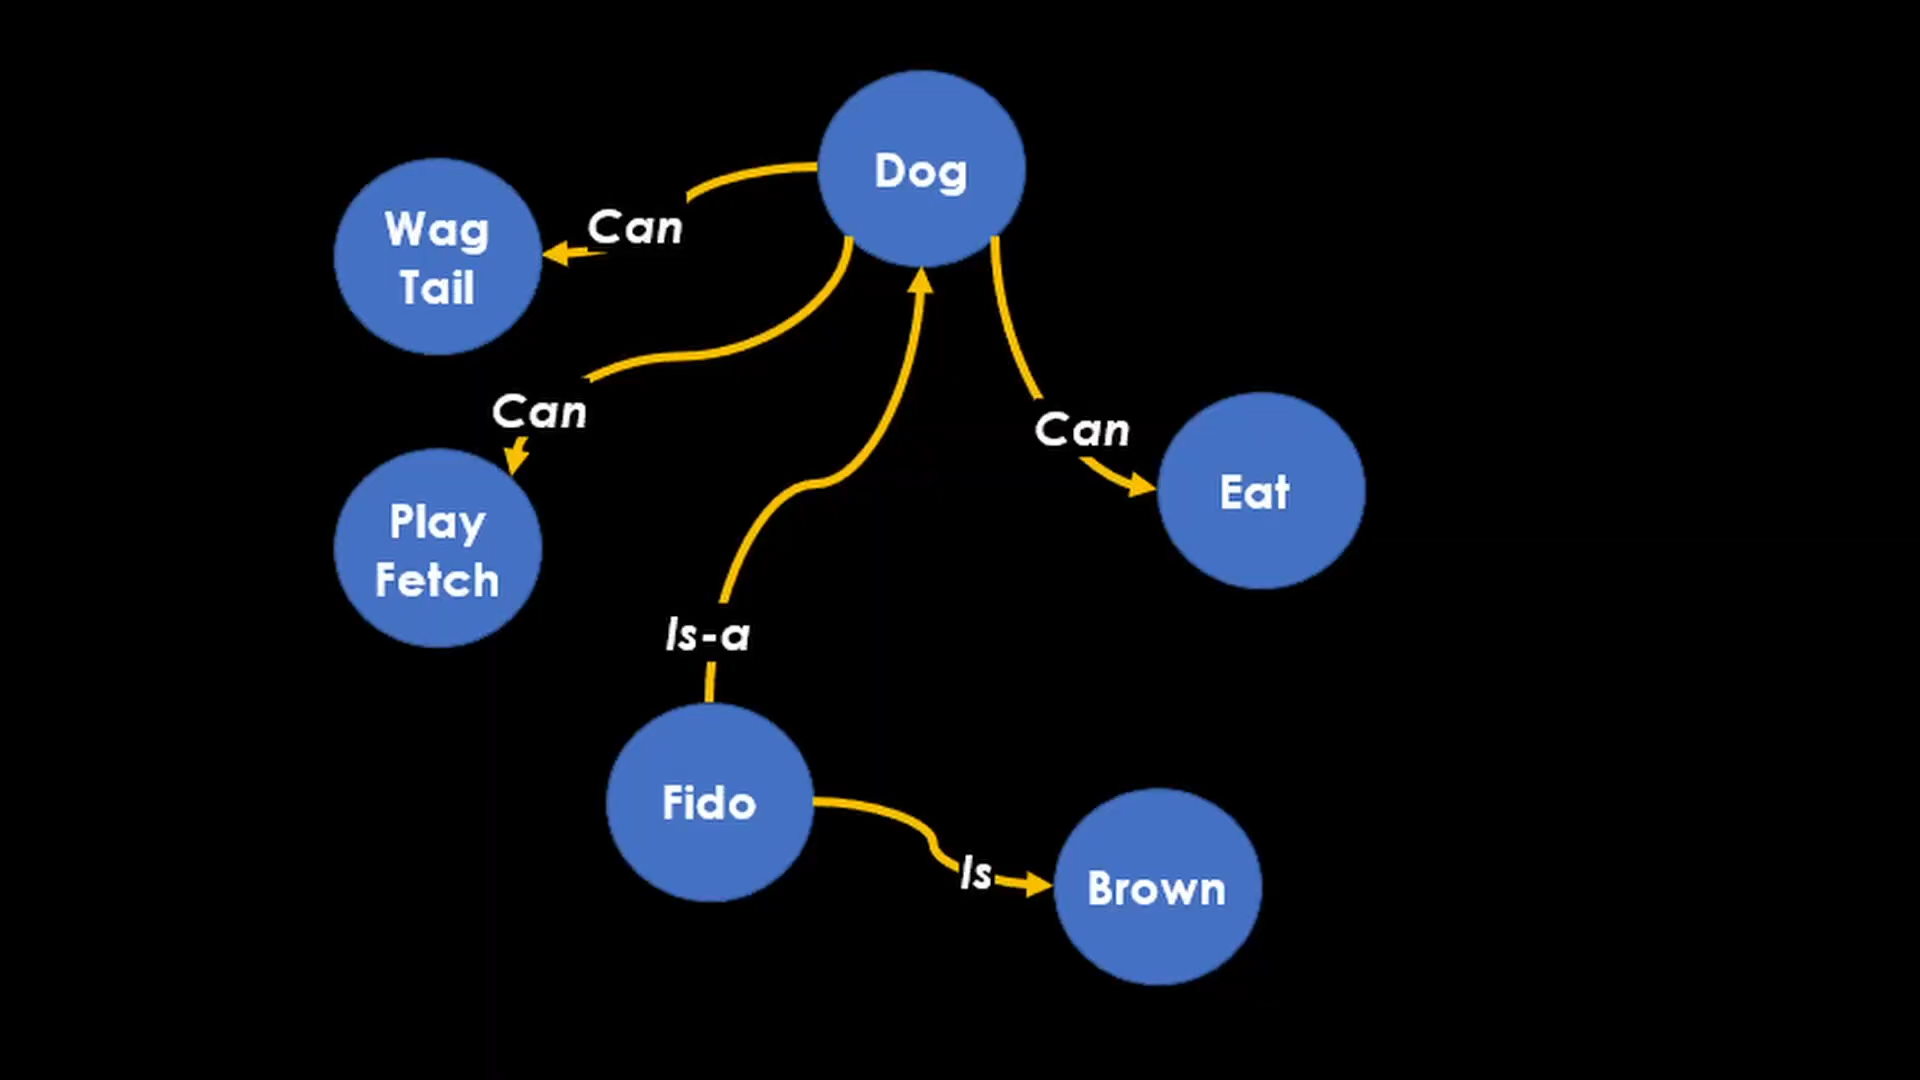 Dog
Can
Wag
Tail
Can
Can
Play
Fetch
Eat
Is-a
Fido
Is
Brown